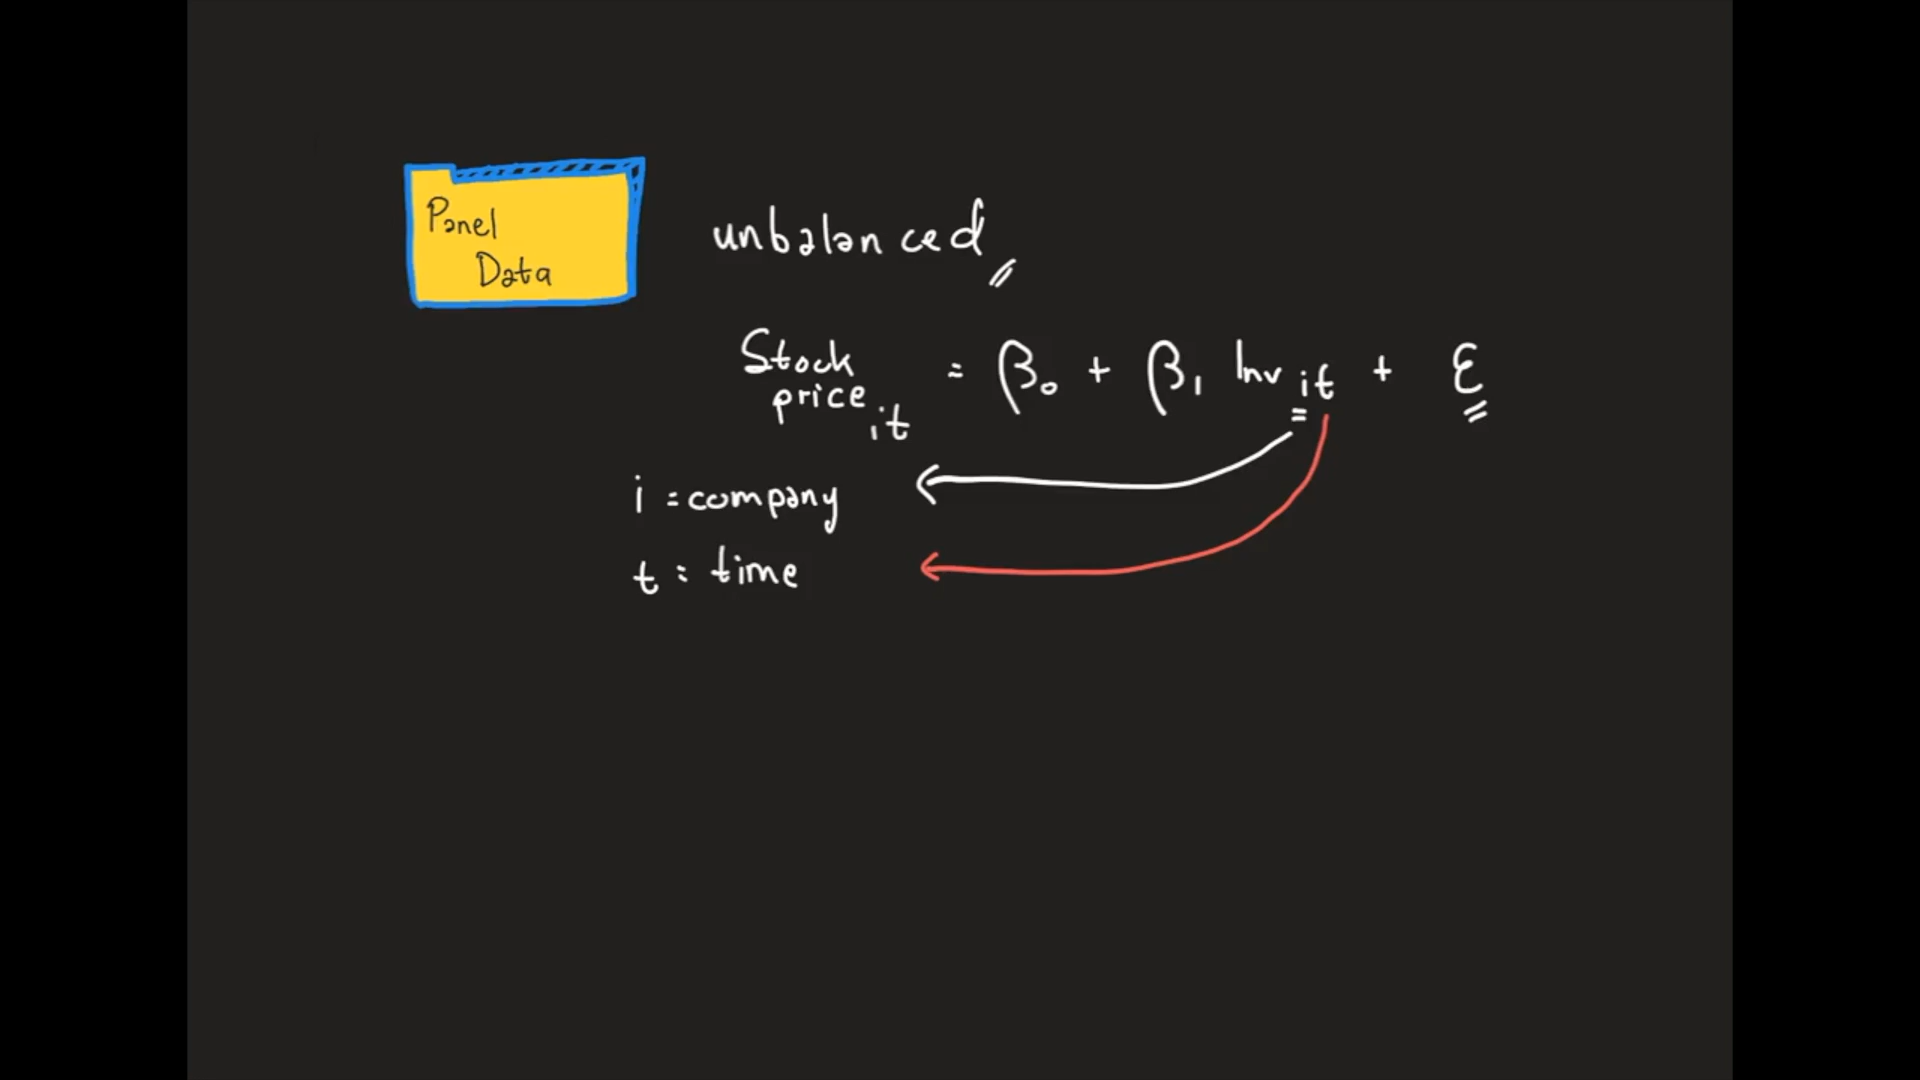 Panel
Data
unbalanced
Stock
price it = β0 + β1 Inv it + ε
i = company
t = time